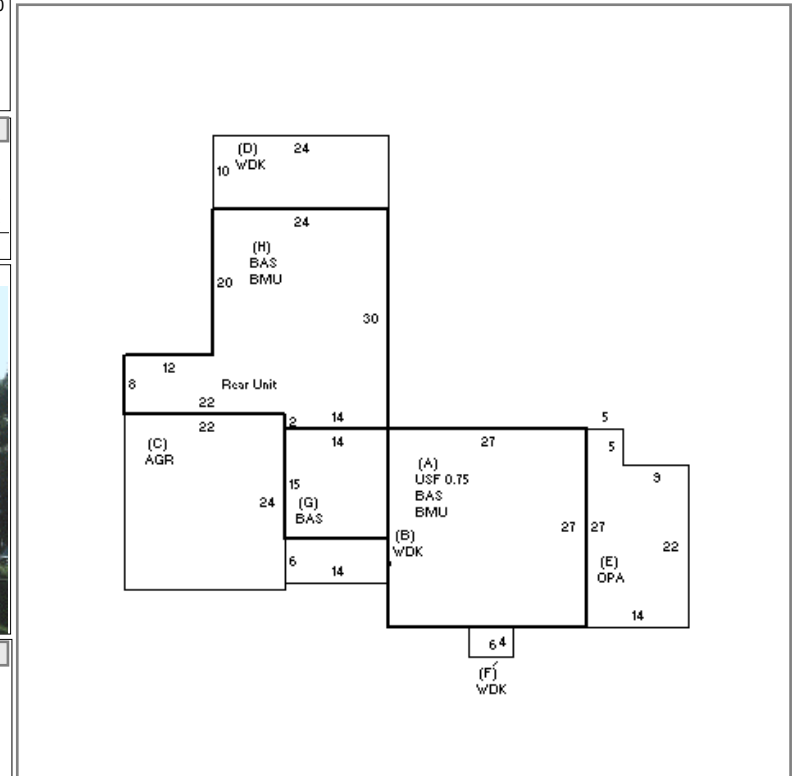 (D)
24
WDK
10
24
(H)
BAS
BMU
20
30
12
8
Rear Unit
22
2
14
5
22
14
27
5
(C)
AGR
(A)
USF 0.75
BAS
BMU
9
15
24
(G)
BAS
27
27
22
(B)
WDK
6
14
(E)
OPA
14
6
4
(F)
WDK